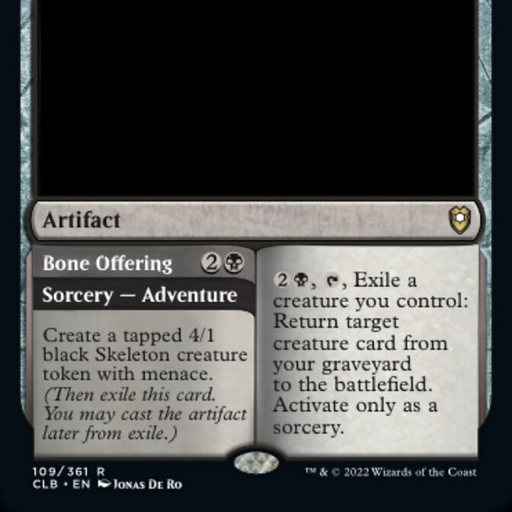 Artifact
Bone Offering 2
Sorcery — Adventure
Create a tapped 4/1
black Skeleton creature
token with menace.
(Then exile this card.
You may cast the artifact
later from exile.)
2 , , Exile a
creature you control:
Return target
creature card from
your graveyard
to the battlefield.
Activate only as a
sorcery.
109/361 R
CLB • EN Jonas De Ro
™ & © 2022 Wizards of the Coast